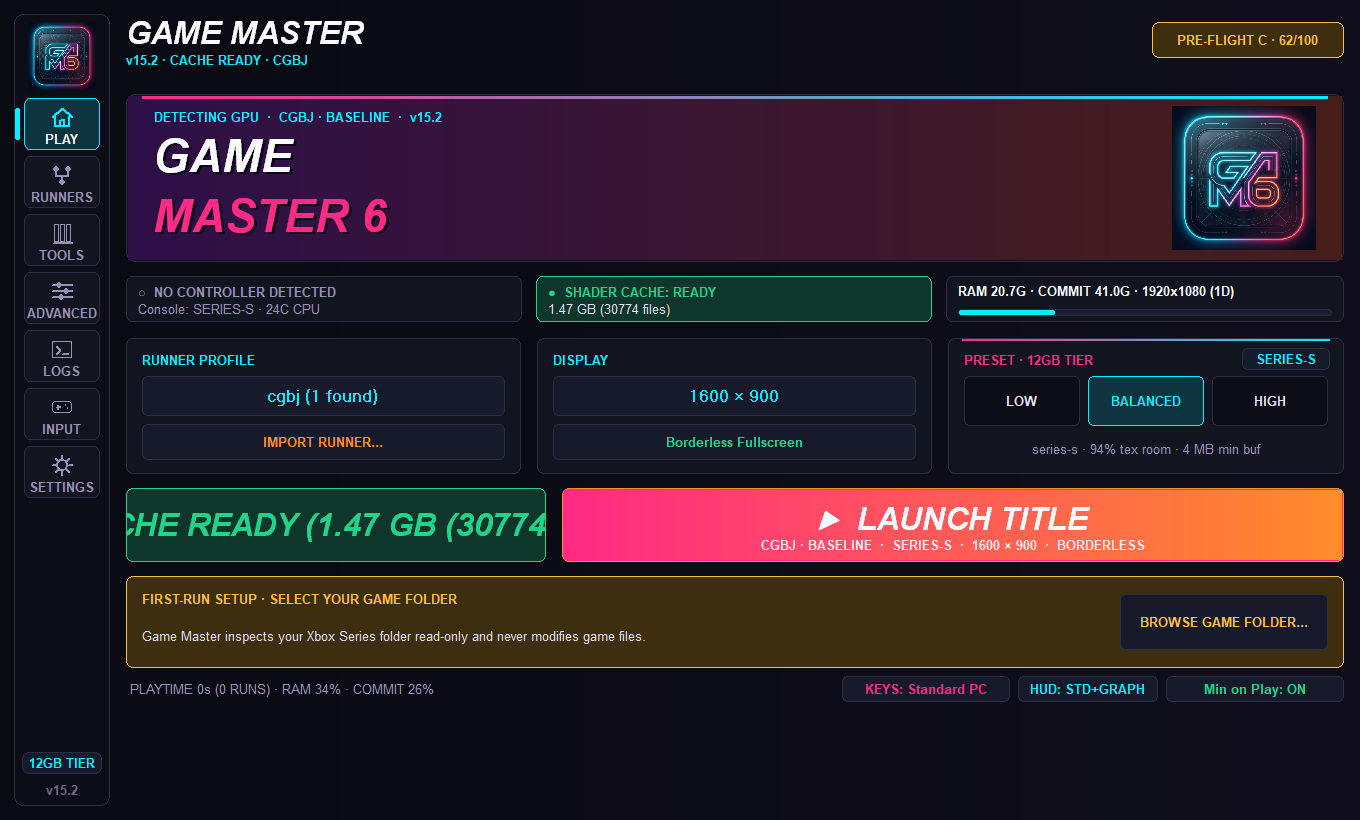 GAME MASTER
v15.2 · CACHE READY · CGBJ
PRE-FLIGHT C · 62/100
PLAY
RUNNERS
TOOLS
ADVANCED
LOGS
INPUT
SETTINGS
12GB TIER
v15.2
DETECTING GPU · CGBJ · BASELINE · v15.2
GAME
MASTER 6
○ NO CONTROLLER DETECTED
Console: SERIES-S · 24C CPU
● SHADER CACHE: READY
1.47 GB (30774 files)
RAM 20.7G · COMMIT 41.0G · 1920x1080 (1D)
RUNNER PROFILE
cgbj (1 found)
IMPORT RUNNER...
DISPLAY
1600 × 900
Borderless Fullscreen
PRESET · 12GB TIER
SERIES-S
LOW
BALANCED
HIGH
series-s · 94% tex room · 4 MB min buf
CHE READY (1.47 GB (30774
▶ LAUNCH TITLE
CGBJ · BASELINE · SERIES-S · 1600 × 900 · BORDERLESS
FIRST-RUN SETUP · SELECT YOUR GAME FOLDER
Game Master inspects your Xbox Series folder read-only and never modifies game files.
BROWSE GAME FOLDER...
PLAYTIME 0s (0 RUNS) · RAM 34% · COMMIT 26%
KEYS: Standard PC
HUD: STD+GRAPH
Min on Play: ON